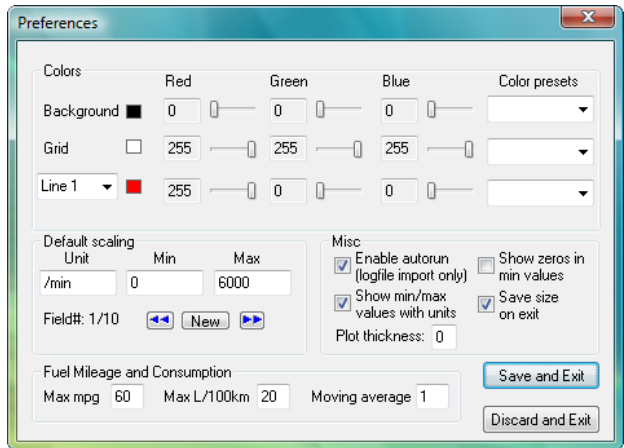 Preferences
Colors
Red Green Blue Color presets
Background 0 0 0
Grid 255 255 255
Line 1 255 0 0
Default scaling
Unit Min Max
/min 0 6000
Field#: 1/10 New
Misc
Enable autorun
(logfile import only)
Show zeros in
min values
Show min/max
values with units
Save size
on exit
Plot thickness: 0
Fuel Mileage and Consumption
Max mpg 60 Max L/100km 20 Moving average 1
Save and Exit
Discard and Exit